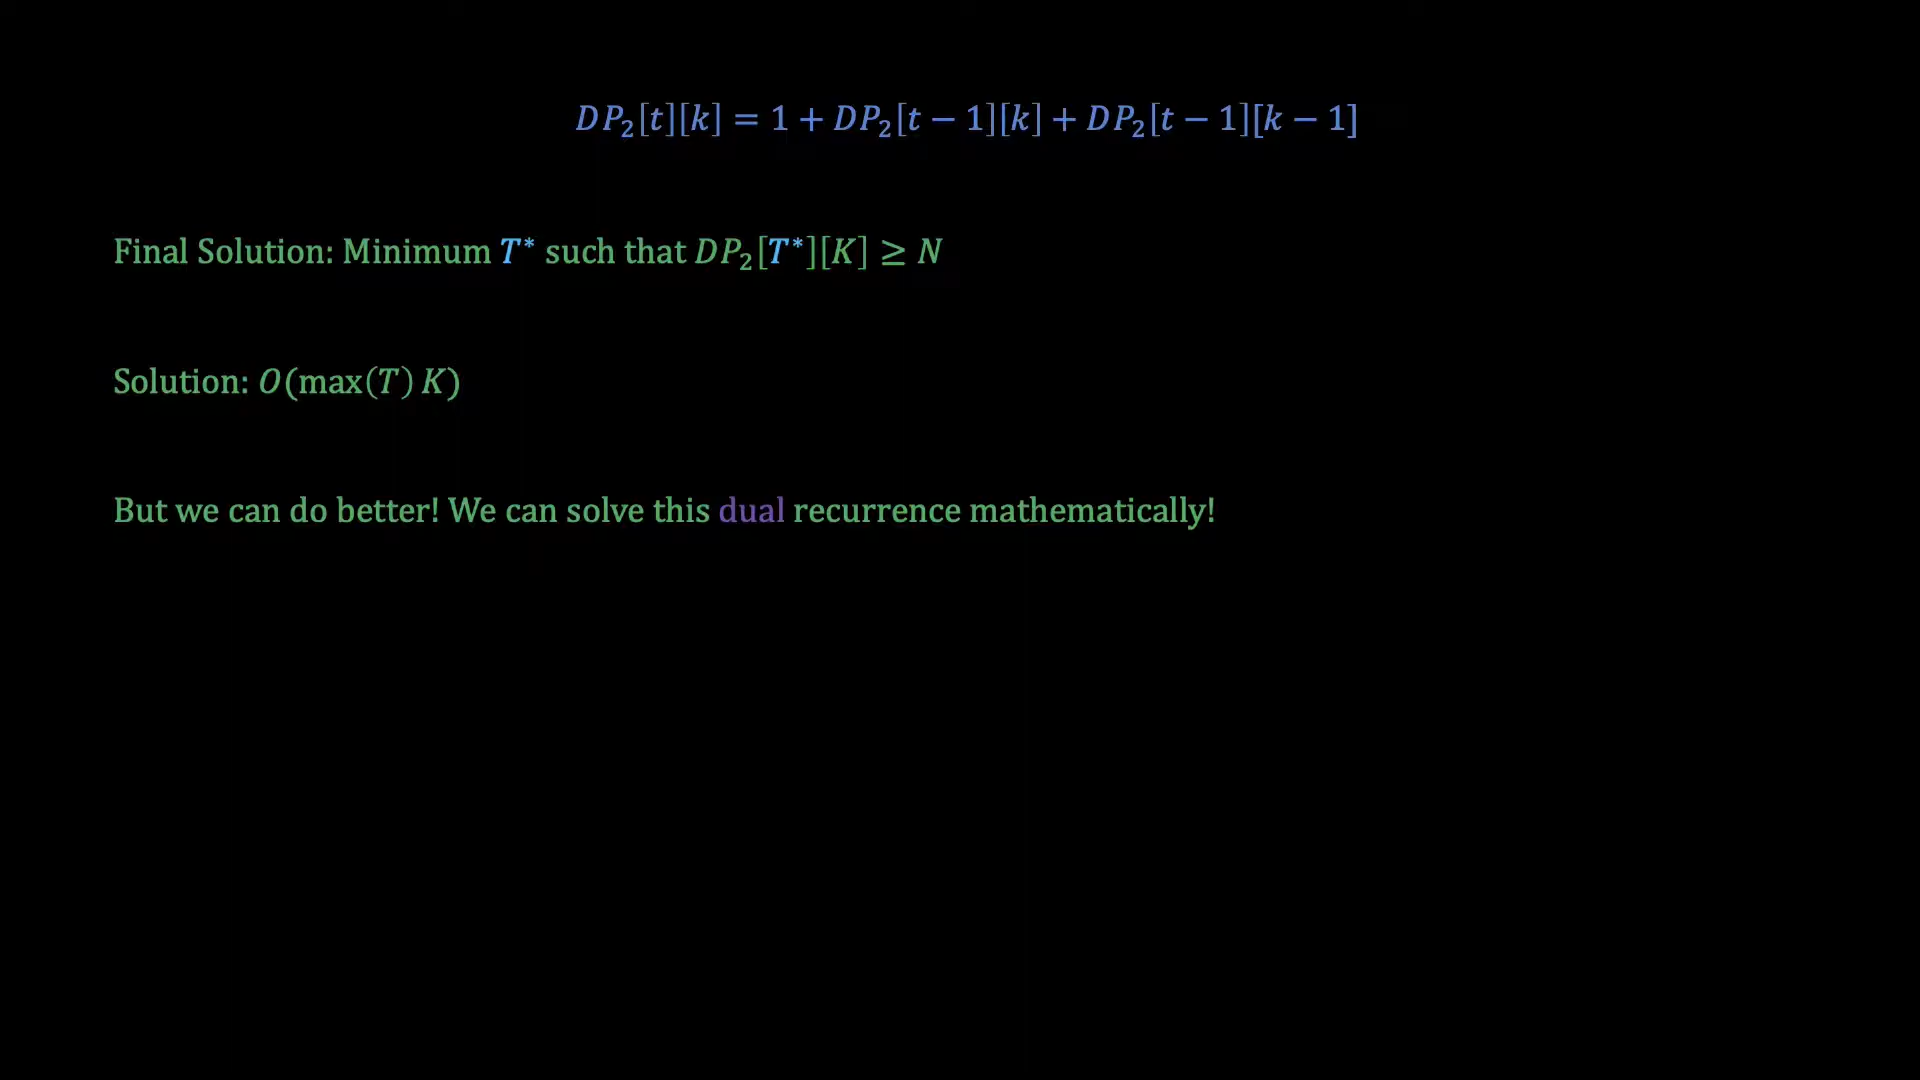 DP₂[t][k] = 1 + DP₂[t − 1][k] + DP₂[t − 1][k − 1]
Final Solution: Minimum T* such that DP₂[T*][K] ≥ N
Solution: O(max(T) K)
But we can do better! We can solve this dual recurrence mathematically!